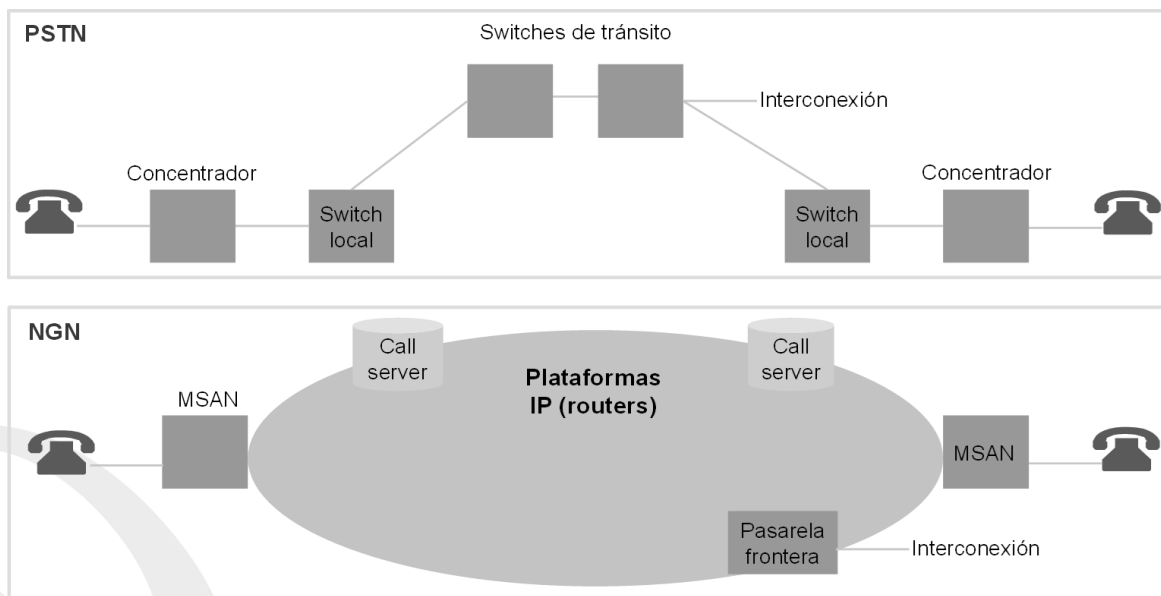 PSTN
Switches de tránsito
Interconexión
Concentrador
Concentrador
Switch
local
Switch
local
NGN
Call
server
Call
server
Plataformas
IP (routers)
MSAN
MSAN
Pasarela
frontera
Interconexión